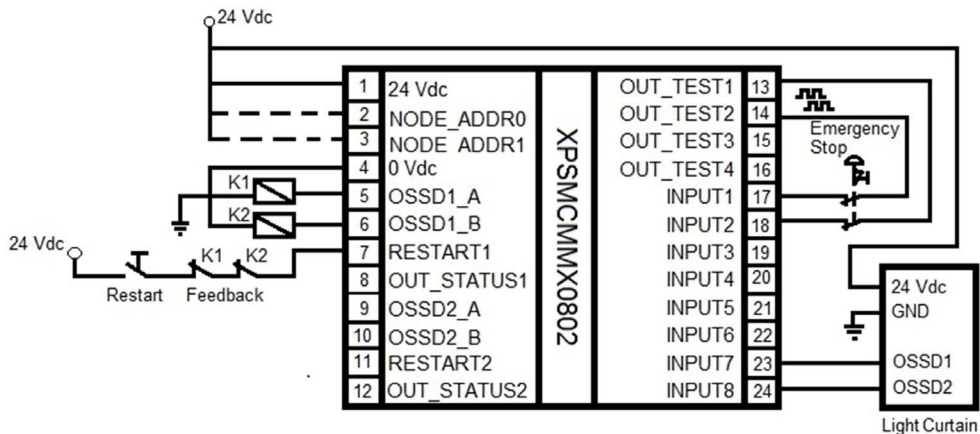 24 Vdc
1 24 Vdc
2 NODE_ADDR0
3 NODE_ADDR1
4 0 Vdc
5 OSSD1_A
6 OSSD1_B
7 RESTART1
8 OUT_STATUS1
9 OSSD2_A
10 OSSD2_B
11 RESTART2
12 OUT_STATUS2
K1
K2
24 Vdc
K1 K2
Restart Feedback
XPSMCMMX0802
OUT_TEST1 13
OUT_TEST2 14
OUT_TEST3 15
OUT_TEST4 16
INPUT1 17
INPUT2 18
INPUT3 19
INPUT4 20
INPUT5 21
INPUT6 22
INPUT7 23
INPUT8 24
Emergency
Stop
24 Vdc
GND
OSSD1
OSSD2
Light Curtain